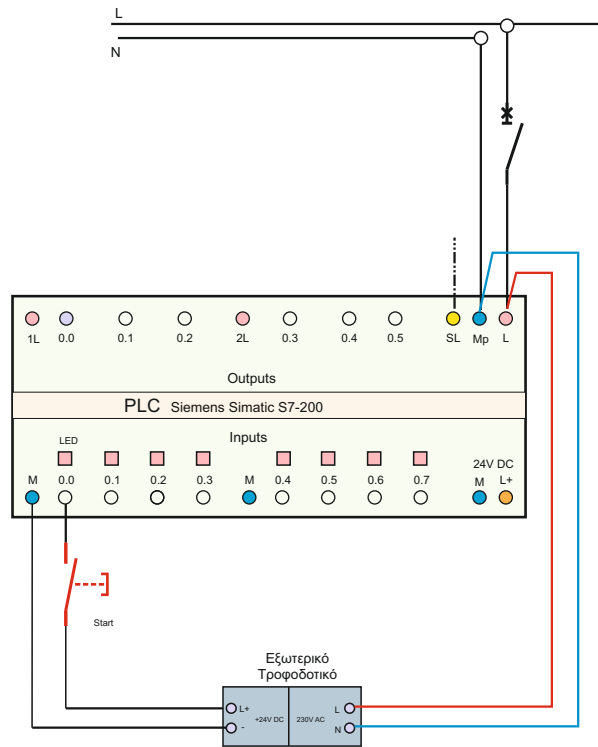 L
N
1L 0.0 0.1 0.2 2L 0.3 0.4 0.5 SL Mp L
Outputs
PLC Siemens Simatic S7-200
Inputs
LED
24V DC
M 0.0 0.1 0.2 0.3 M 0.4 0.5 0.6 0.7 M L+
Start
Εξωτερικό
Τροφοδοτικό
L+ +24V DC 230V AC L
- N